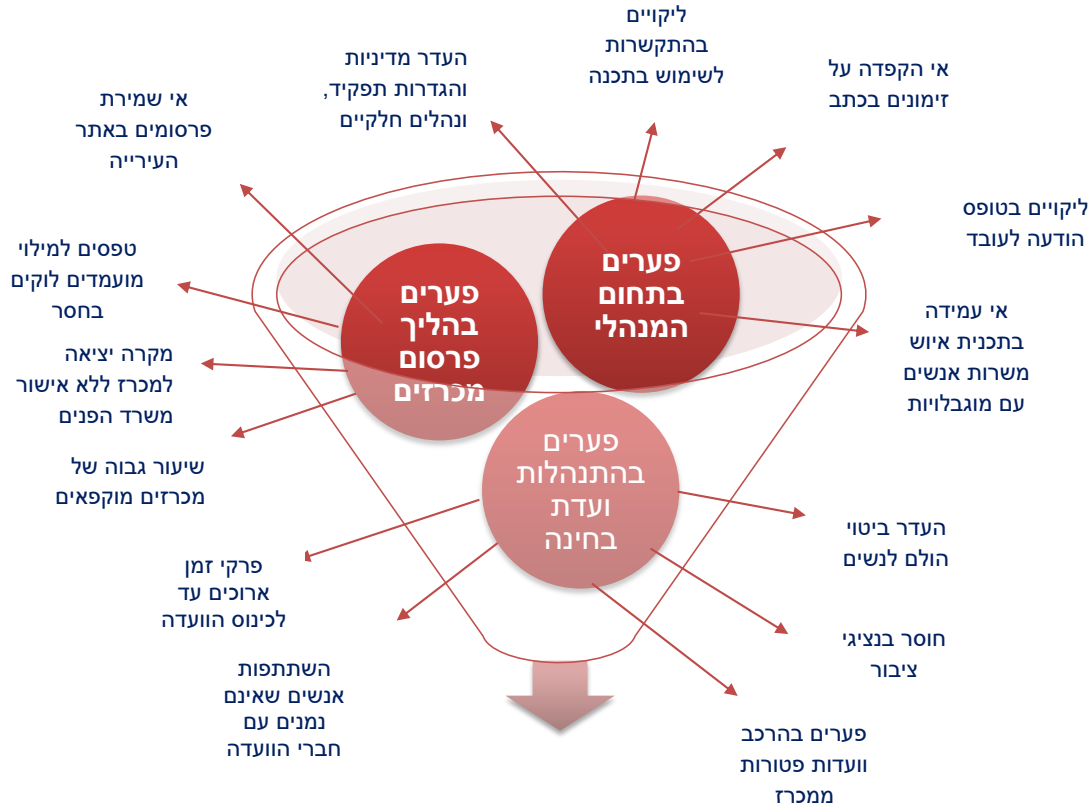 ליקויים
בהתקשרות
לשימוש בתכנה
העדר מדיניות
והגדרות תפקיד,
ונהלים חלקיים
אי הקפדה על
זימונים בכתב
אי שמירת
פרסומים באתר
העירייה
ליקויים בטופס
הודעה לעובד
טפסים למילוי
מועמדים לוקים
בחסר
פערים
בתחום
המנהלי
פערים
בהליך
פרסום
מכרזים
אי עמידה
בתכנית איוש
משרות אנשים
עם מוגבלויות
מקרה יציאה
למכרז ללא אישור
משרד הפנים
שיעור גבוה של
מכרזים מוקפאים
פערים
בהתנהלות
ועדת
בחינה
העדר ביטוי
הולם לנשים
פרקי זמן
ארוכים עד
לכינוס הוועדה
חוסר בנציגי
ציבור
השתתפות
אנשים שאינם
נמנים עם
חברי הוועדה
פערים בהרכב
וועדות פטורות
ממכרז